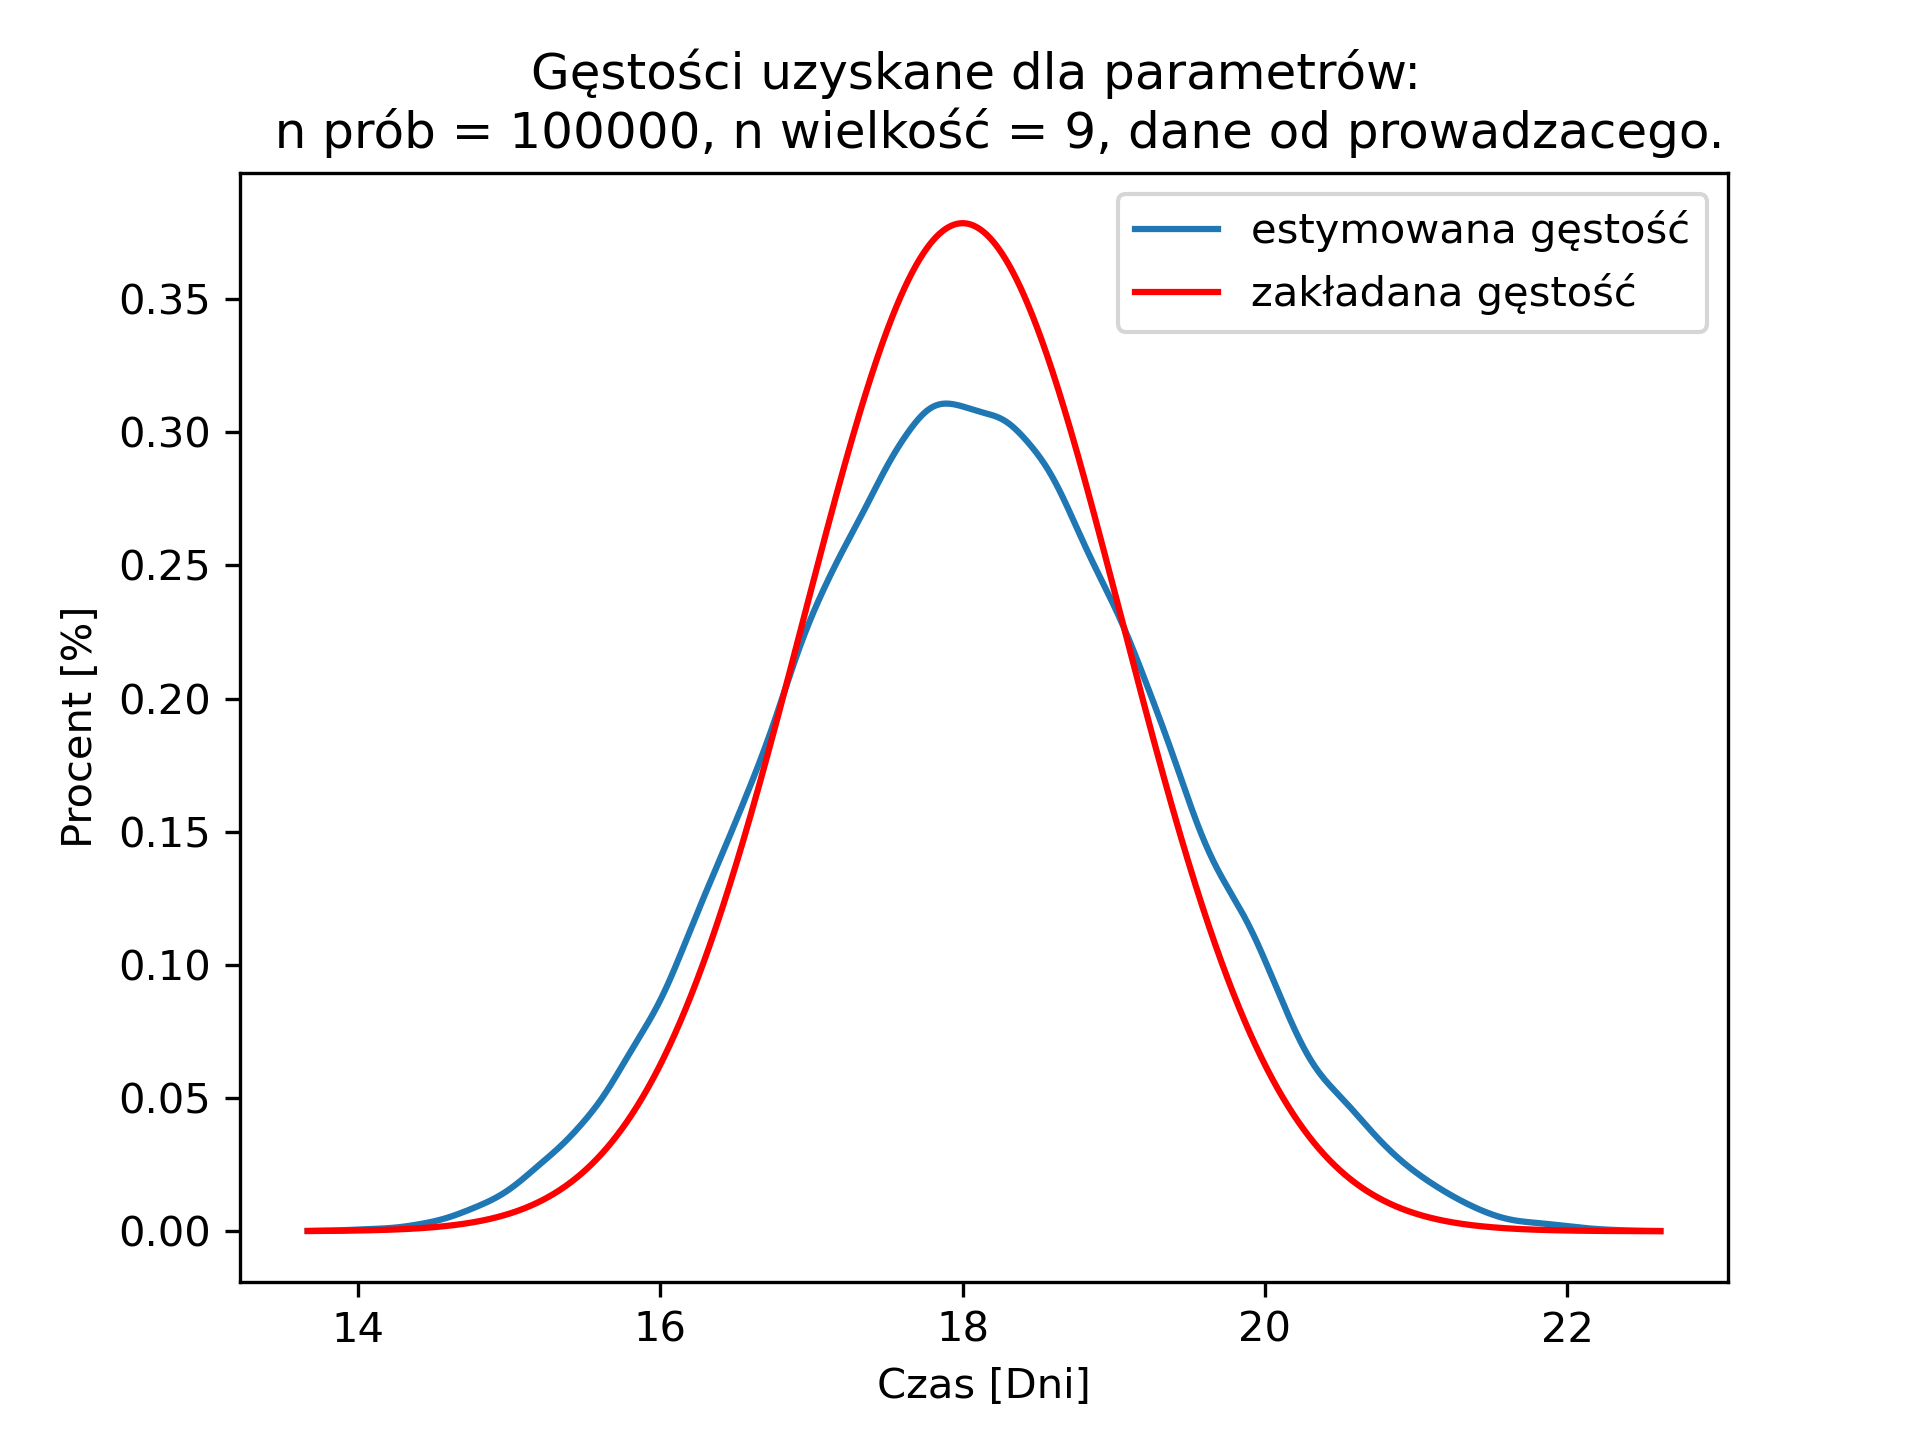 Gęstości uzyskane dla parametrów:
n prób = 100000, n wielkość = 9, dane od prowadzacego.
estymowana gęstość
zakładana gęstość
0.35
0.30
0.25
0.20
0.15
0.10
0.05
0.00
Procent [%]
14 16 18 20 22
Czas [Dni]